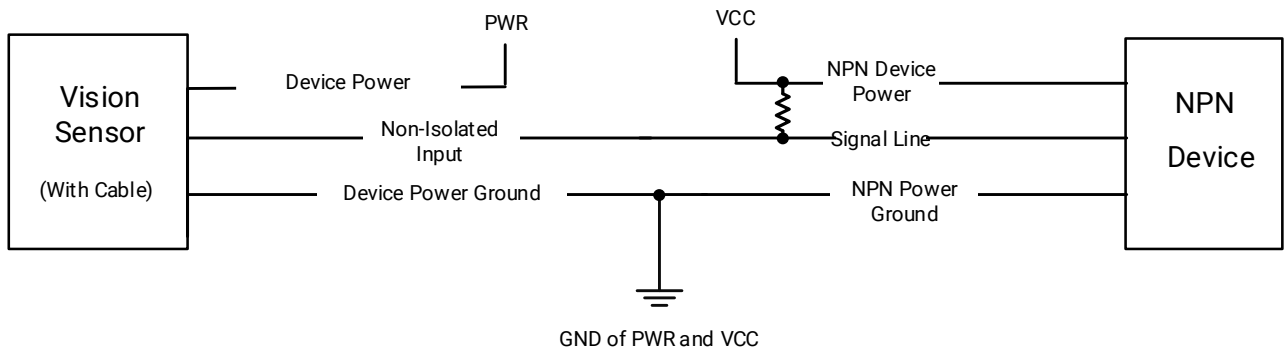 PWR
VCC
Vision
Sensor
(With Cable)
Device Power
Non-Isolated
Input
Device Power Ground
NPN Device
Power
Signal Line
NPN Power
Ground
NPN
Device
GND of PWR and VCC